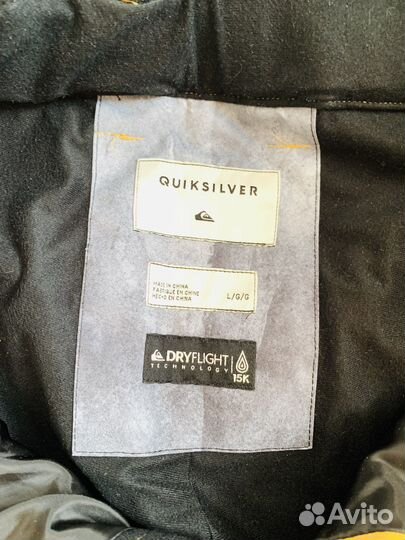 QUIKSILVER
MADE IN CHINA
FABRIQUÉ EN CHINE
HECHO EN CHINA
L/G/G
DRYFLIGHT
TECHNOLOGY
15K
Avito